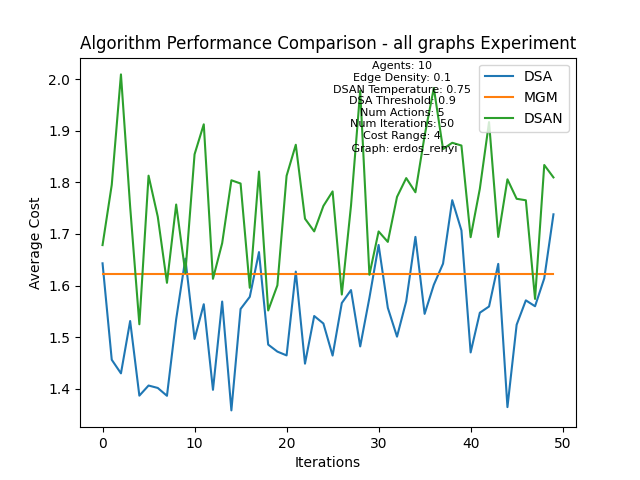 Algorithm Performance Comparison - all graphs Experiment
Agents: 10
Edge Density: 0.1
DSAN Temperature: 0.75
DSA Threshold: 0.9
Num Actions: 5
Num Iterations: 50
Cost Range: 4
Graph: erdos_renyi
DSA
MGM
DSAN
2.0
1.9
1.8
1.7
1.6
1.5
1.4
Average Cost
0
10
20
30
40
50
Iterations